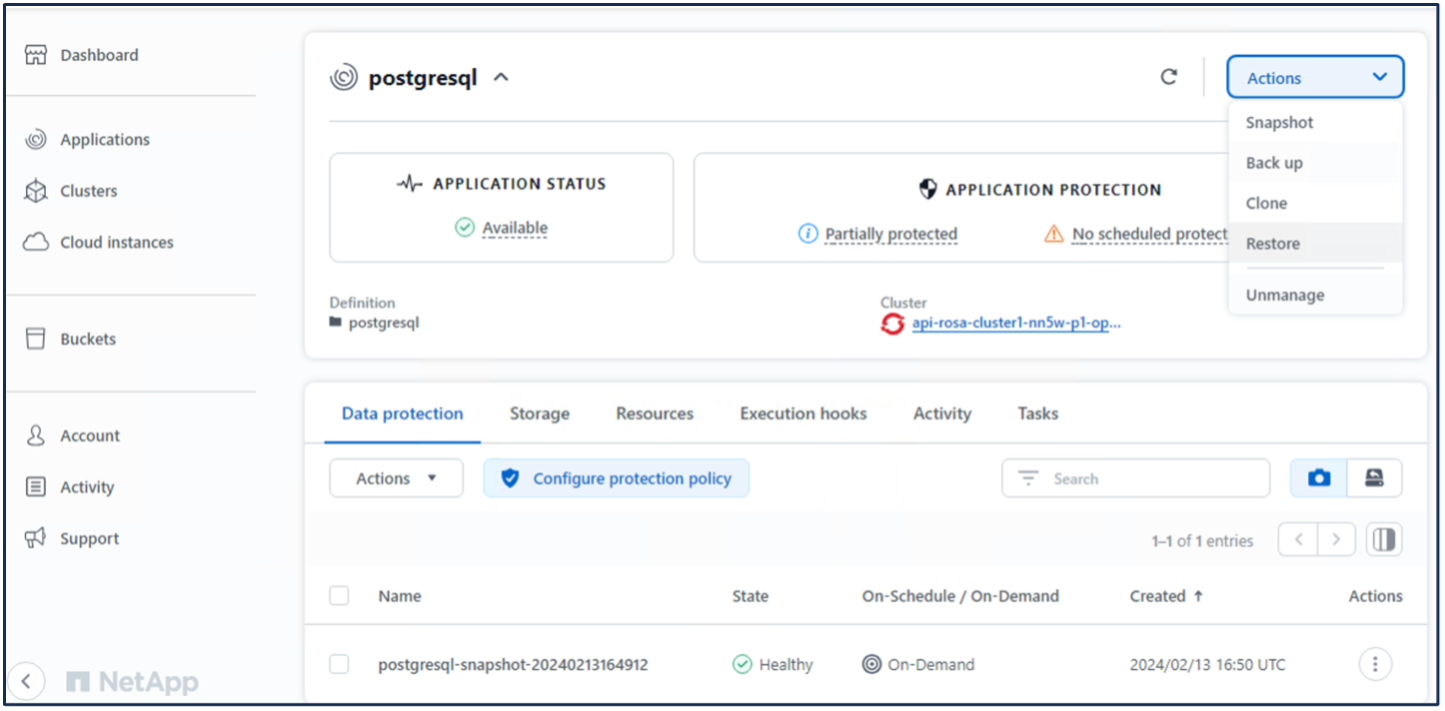 Dashboard
Applications
Clusters
Cloud instances
Buckets
Account
Activity
Support
NetApp
postgresql
Actions
Snapshot
Back up
Clone
Restore
Unmanage
APPLICATION STATUS
Available
APPLICATION PROTECTION
Partially protected
No scheduled protect
Definition
postgresql
Cluster
api-rosa-cluster1-nn5w-p1-op...
Data protection Storage Resources Execution hooks Activity Tasks
Actions Configure protection policy Search
1–1 of 1 entries
Name State On-Schedule / On-Demand Created ↑ Actions
postgresql-snapshot-20240213164912 Healthy On-Demand 2024/02/13 16:50 UTC